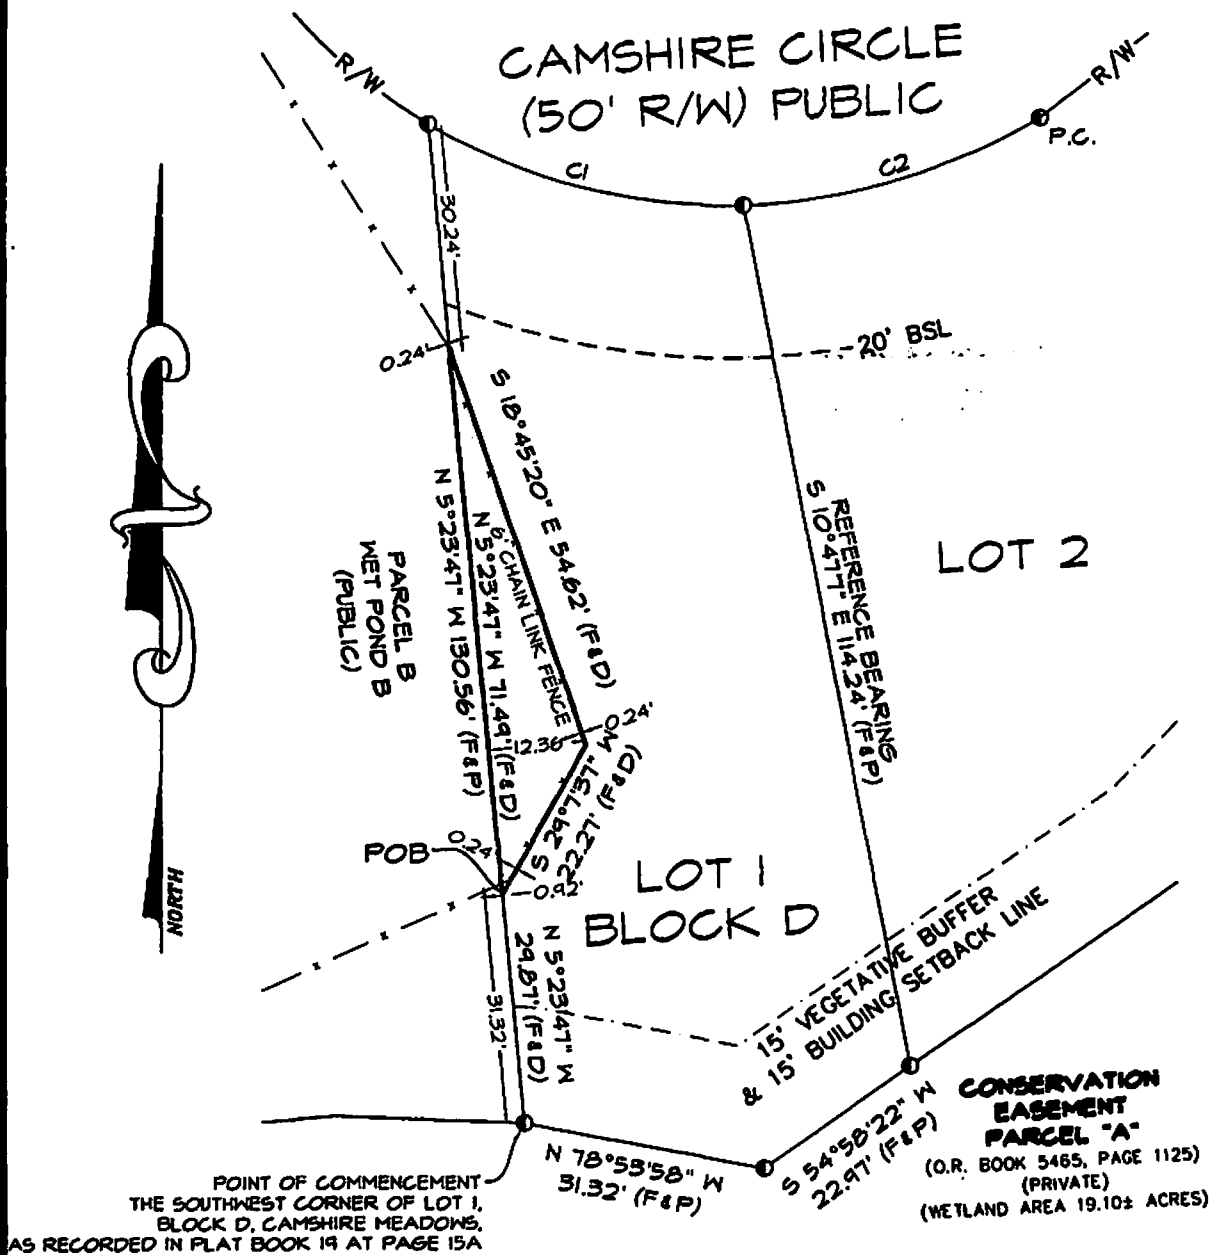 CAMSHIRE CIRCLE
(50' R/W) PUBLIC
R/W
R/W
P.C.
C1
C2
30.24'
20' BSL
0.24'
S 18°45'20" E 54.62' (F&D)
6' CHAIN LINK FENCE
N 5°23'47" W 71.49' (F&D)
N 5°23'47" W 130.56' (F&P)
PARCEL B
WET POND B
(PUBLIC)
REFERENCE BEARING
S 10°47'7" E 114.24' (F&P)
LOT 2
0.24'
12.36
S 29°7'37" W
22.27' (F&D)
0.24'
POB
0.92'
LOT 1
BLOCK D
NORTH
N 5°23'47" W
29.87' (F&D)
31.32'
15' VEGETATIVE BUFFER
& 15' BUILDING SETBACK LINE
N 78°53'58" W
31.32' (F&P)
S 54°58'22" W
22.97' (F&P)
CONSERVATION
EASEMENT
PARCEL "A"
(O.R. BOOK 5465, PAGE 1125)
(PRIVATE)
(WETLAND AREA 19.10± ACRES)
POINT OF COMMENCEMENT
THE SOUTHWEST CORNER OF LOT 1,
BLOCK D, CAMSHIRE MEADOWS,
AS RECORDED IN PLAT BOOK 19 AT PAGE 15A